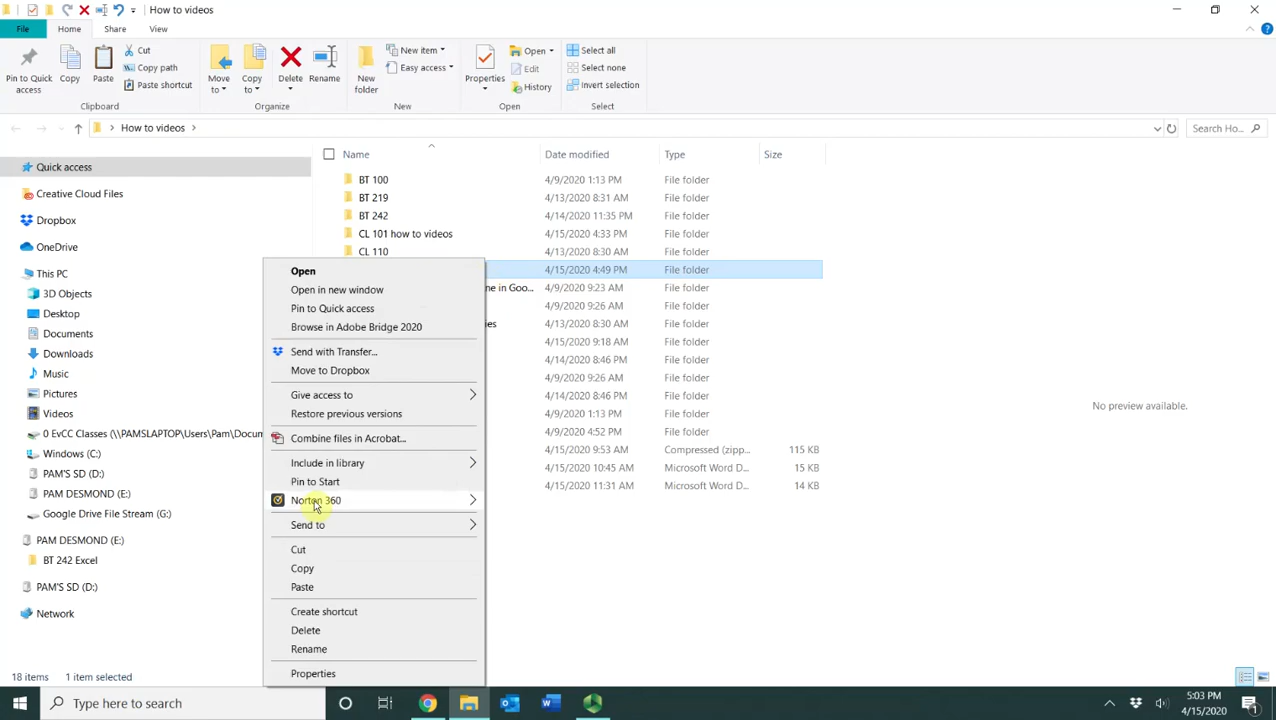 How to videos
File Home Share View
Pin to Quick access
Copy
Paste
Cut
Copy path
Paste shortcut
Clipboard
Move to
Copy to
Delete
Rename
Organize
New folder
New item
Easy access
New
Properties
Open
Edit
History
Open
Select all
Select none
Invert selection
Select
How to videos
Search Ho...
Quick access
Creative Cloud Files
Dropbox
OneDrive
This PC
3D Objects
Desktop
Documents
Downloads
Music
Pictures
Videos
0 EvCC Classes (\\PAMSLAPTOP\Users\Pam\Docum
Windows (C:)
PAM'S SD (D:)
PAM DESMOND (E:)
Google Drive File Stream (G:)
PAM DESMOND (E:)
BT 242 Excel
PAM'S SD (D:)
Network
Name Date modified Type Size
BT 100 4/9/2020 1:13 PM File folder
BT 219 4/13/2020 8:31 AM File folder
BT 242 4/14/2020 11:35 PM File folder
CL 101 how to videos 4/15/2020 4:33 PM File folder
CL 110 4/13/2020 8:30 AM File folder
4/15/2020 4:49 PM File folder
ne in Goo... 4/9/2020 9:23 AM File folder
4/9/2020 9:26 AM File folder
ies 4/13/2020 8:30 AM File folder
4/15/2020 9:18 AM File folder
4/14/2020 8:46 PM File folder
4/9/2020 9:26 AM File folder
4/14/2020 8:46 PM File folder
4/9/2020 1:13 PM File folder
4/9/2020 4:52 PM File folder
4/15/2020 9:53 AM Compressed (zipp... 115 KB
4/15/2020 10:45 AM Microsoft Word D... 15 KB
4/15/2020 11:31 AM Microsoft Word D... 14 KB
Open
Open in new window
Pin to Quick access
Browse in Adobe Bridge 2020
Send with Transfer...
Move to Dropbox
Give access to
Restore previous versions
Combine files in Acrobat...
Include in library
Pin to Start
Norton 360
Send to
Cut
Copy
Paste
Create shortcut
Delete
Rename
Properties
No preview available.
18 items 1 item selected
Type here to search
5:03 PM
4/15/2020
1